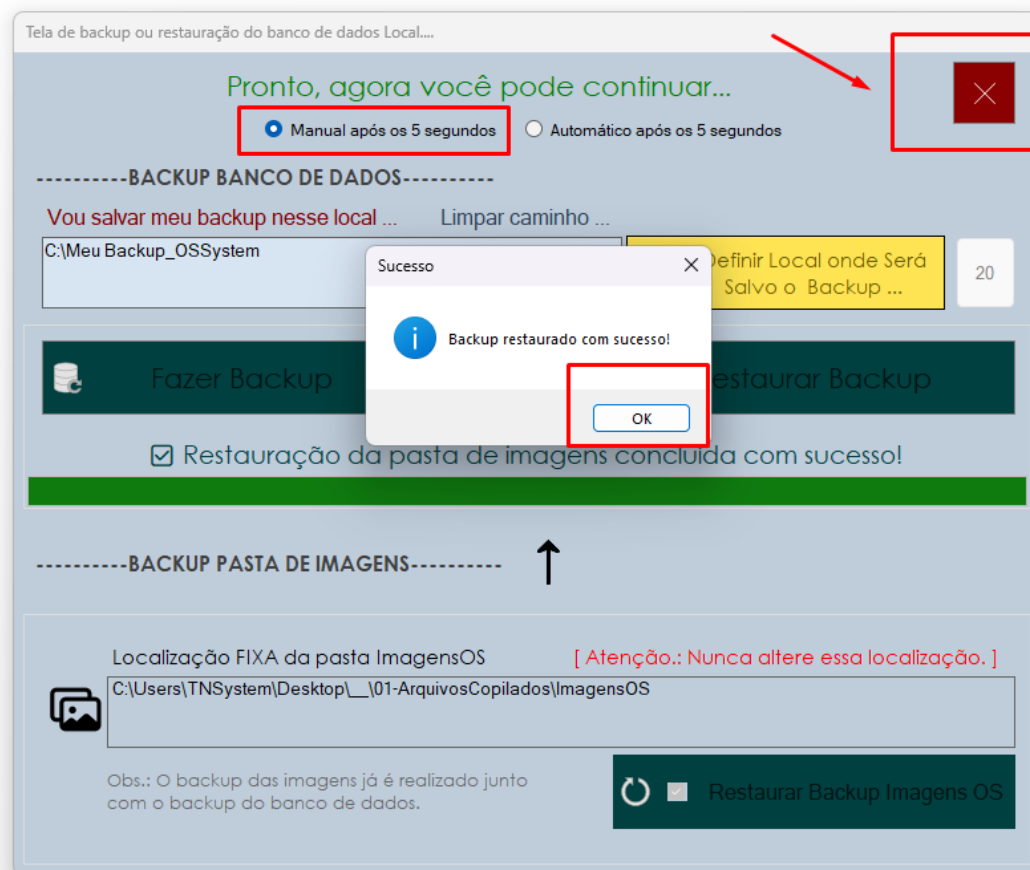 Tela de backup ou restauração do banco de dados Local....
Pronto, agora você pode continuar...
Manual após os 5 segundos
Automático após os 5 segundos
----------BACKUP BANCO DE DADOS----------
Vou salvar meu backup nesse local ...
Limpar caminho ...
C:\Meu Backup_OSSystem
Sucesso
Backup restaurado com sucesso!
OK
efinir Local onde Será
Salvo o Backup ...
20
Fazer Backup
estaurar Backup
Restauração da pasta de imagens concluída com sucesso!
----------BACKUP PASTA DE IMAGENS----------
Localização FIXA da pasta ImagensOS
[ Atenção.: Nunca altere essa localização. ]
C:\Users\TNSystem\Desktop\__\01-ArquivosCopilados\ImagensOS
Obs.: O backup das imagens já é realizado junto
com o backup do banco de dados.
Restaurar Backup Imagens OS